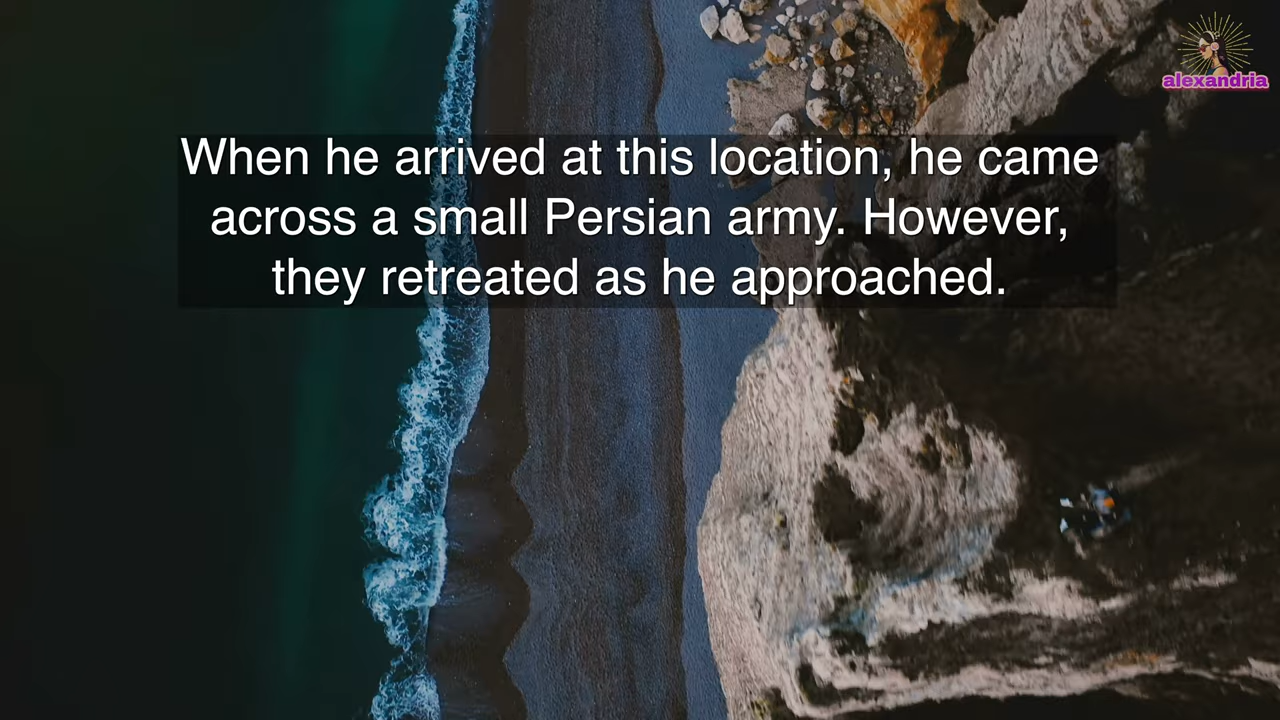 alexandria
When he arrived at this location, he came
across a small Persian army. However,
they retreated as he approached.